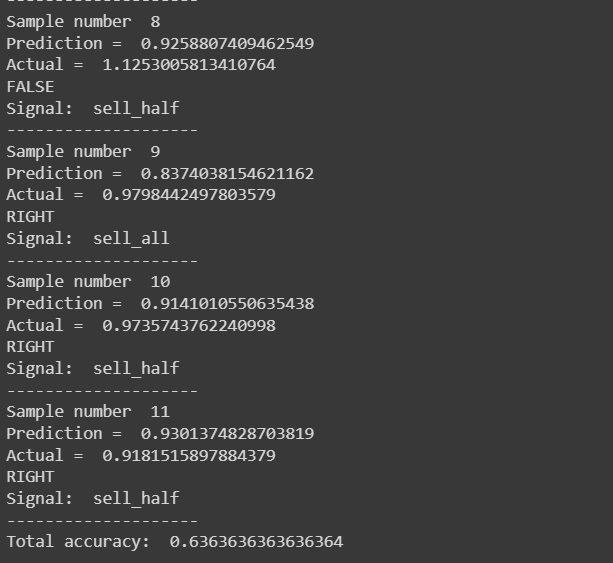 --------------------
Sample number  8
Prediction =  0.9258807409462549
Actual =  1.1253005813410764
FALSE
Signal:  sell_half
--------------------
Sample number  9
Prediction =  0.8374038154621162
Actual =  0.9798442497803579
RIGHT
Signal:  sell_all
--------------------
Sample number  10
Prediction =  0.9141010550635438
Actual =  0.9735743762240998
RIGHT
Signal:  sell_half
--------------------
Sample number  11
Prediction =  0.9301374828703819
Actual =  0.9181515897884379
RIGHT
Signal:  sell_half
--------------------
Total accuracy:  0.6363636363636364